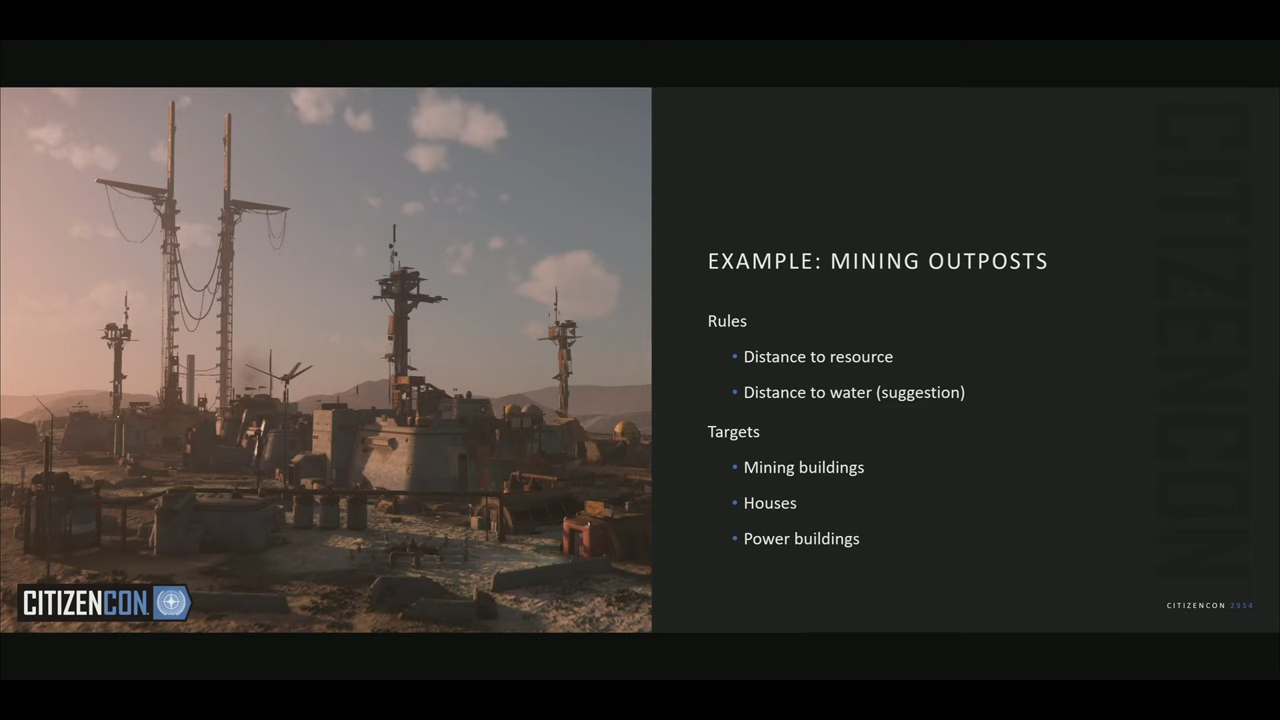 EXAMPLE: MINING OUTPOSTS
Rules
• Distance to resource
• Distance to water (suggestion)
Targets
• Mining buildings
• Houses
• Power buildings
CITIZENCON
CITIZENCON
CITIZENCON 2954